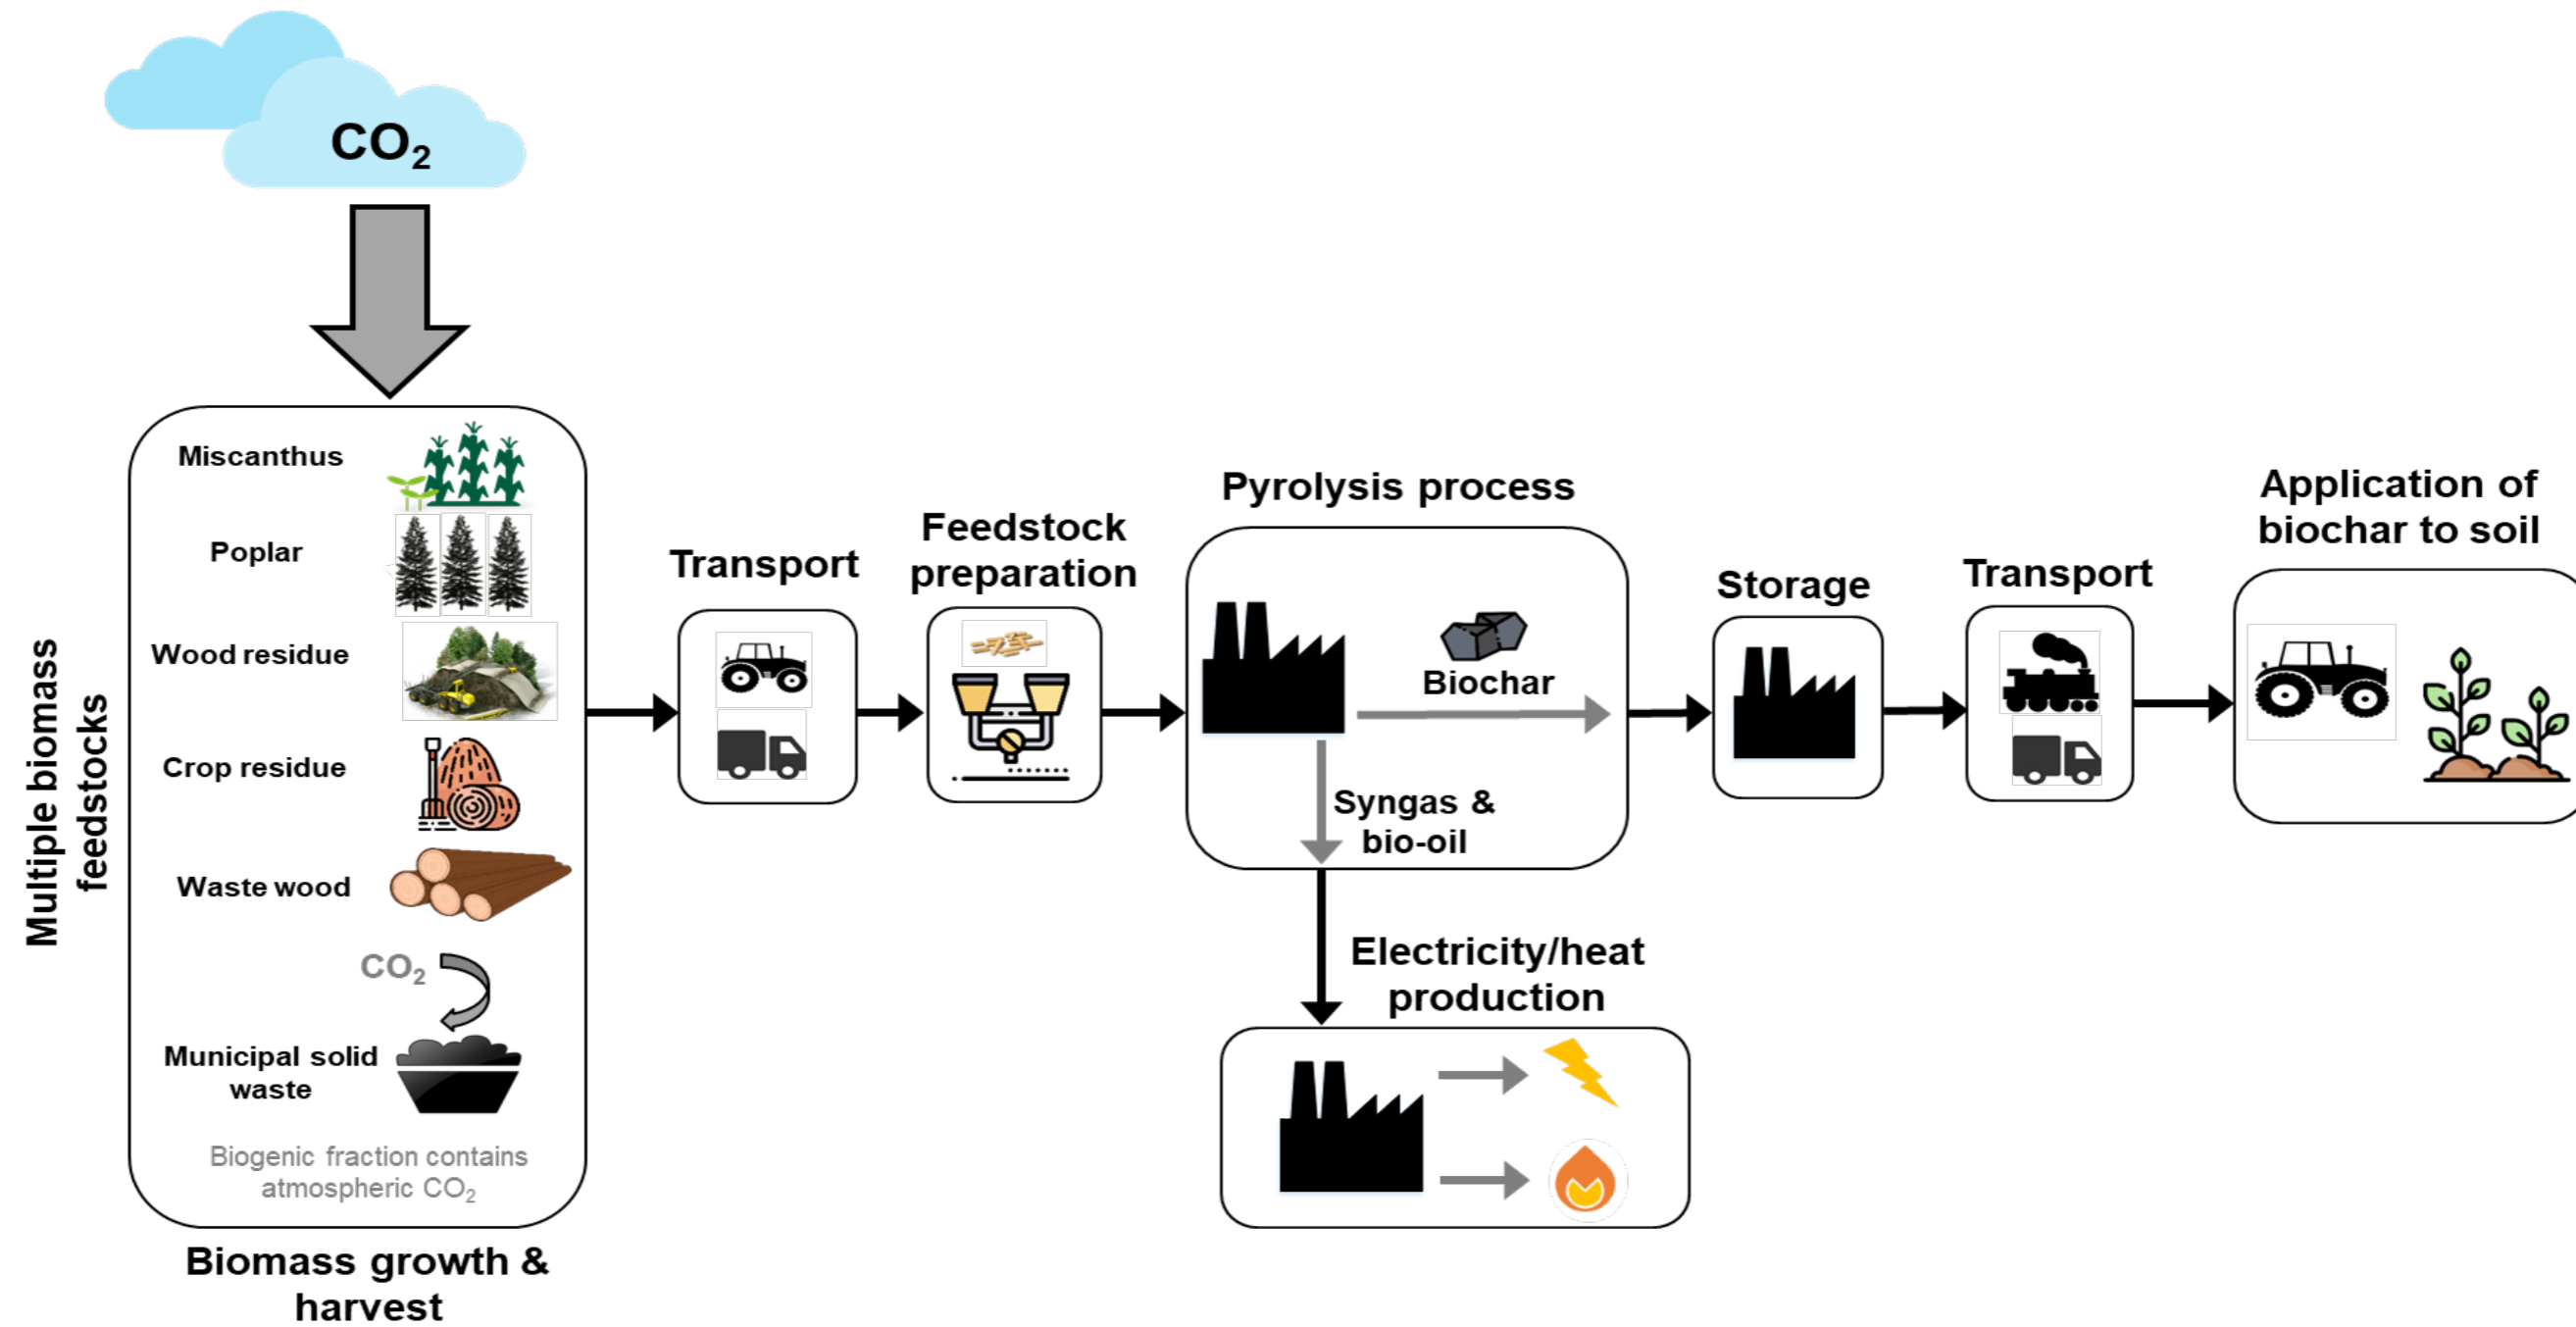 CO₂
Multiple biomass
feedstocks
Miscanthus
Poplar
Wood residue
Crop residue
Waste wood
CO₂
Municipal solid
waste
Biogenic fraction contains
atmospheric CO₂
Biomass growth &
harvest
Transport
Feedstock
preparation
Pyrolysis process
Biochar
Syngas &
bio-oil
Electricity/heat
production
Storage
Transport
Application of
biochar to soil